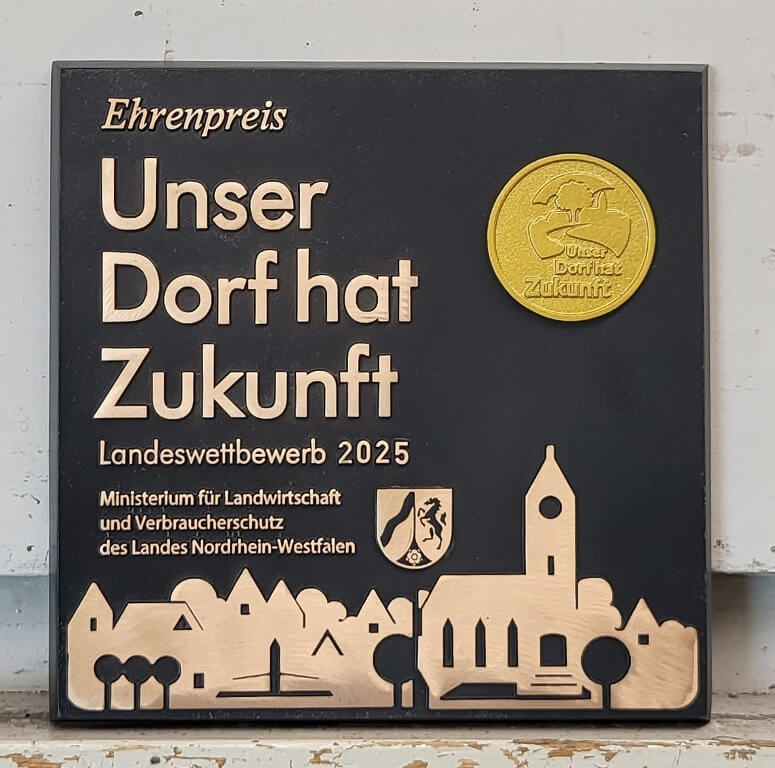 Ehrenpreis
Unser
Dorf hat
Zukunft
Landeswettbewerb 2025
Ministerium für Landwirtschaft
und Verbraucherschutz
des Landes Nordrhein-Westfalen
Unser
Dorf hat
Zukunft